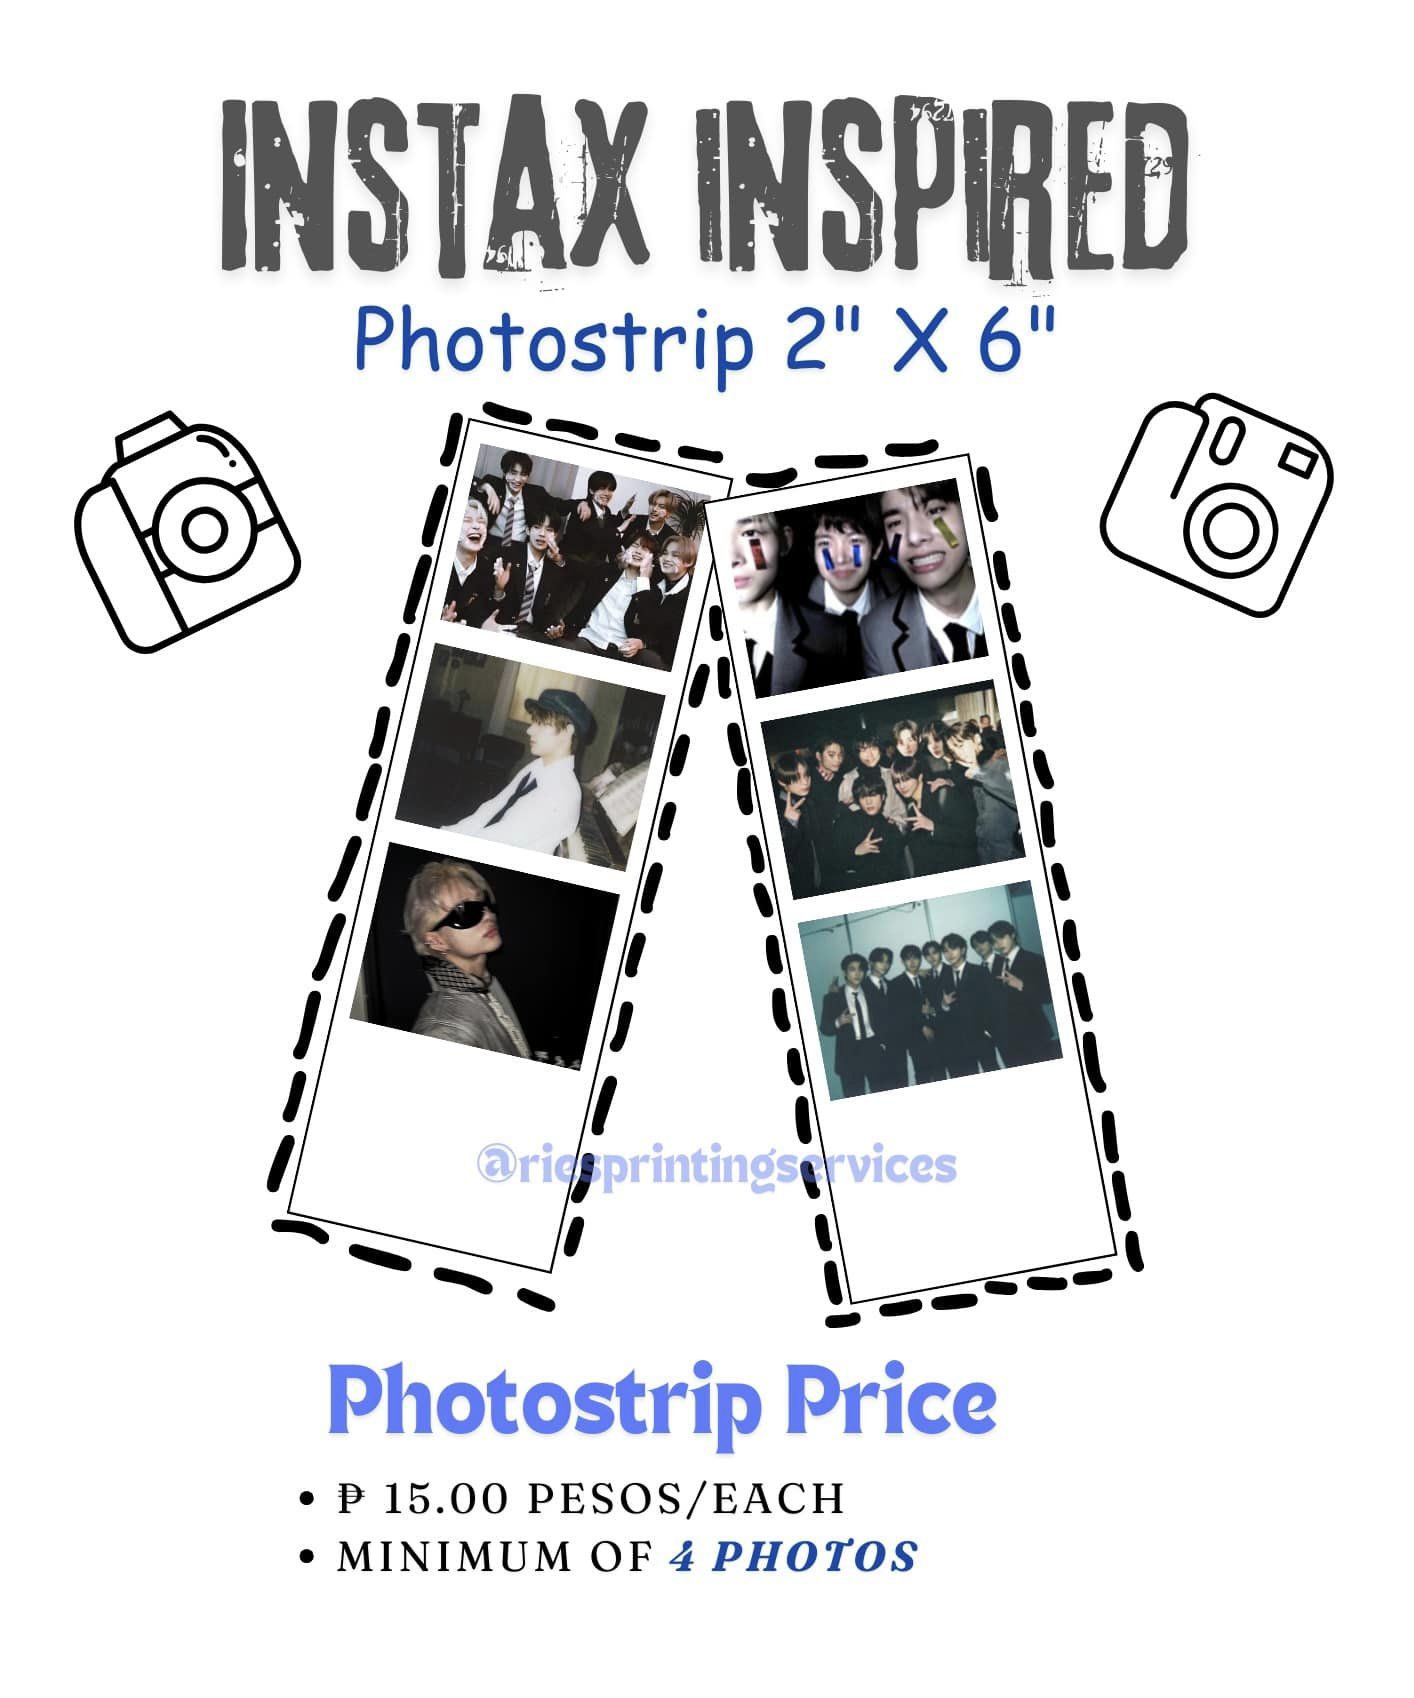 INSTAX INSPIRED
Photostrip 2" X 6"
@riesprintingservices
Photostrip Price
• ₱ 15.00 PESOS/EACH
• MINIMUM OF 4 PHOTOS